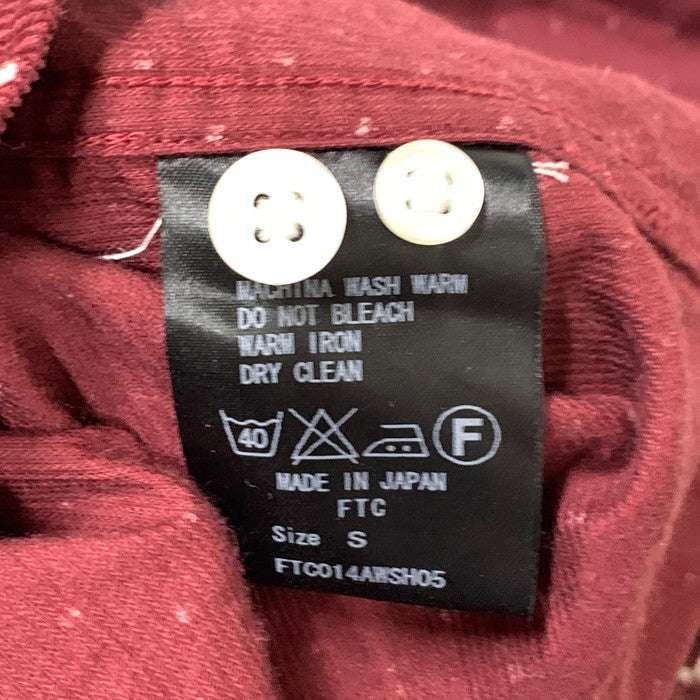 MACHINA WASH WARM
DO NOT BLEACH
WARM IRON
DRY CLEAN
40 F
MADE IN JAPAN
FTC
Size S
FTC014AWSH05